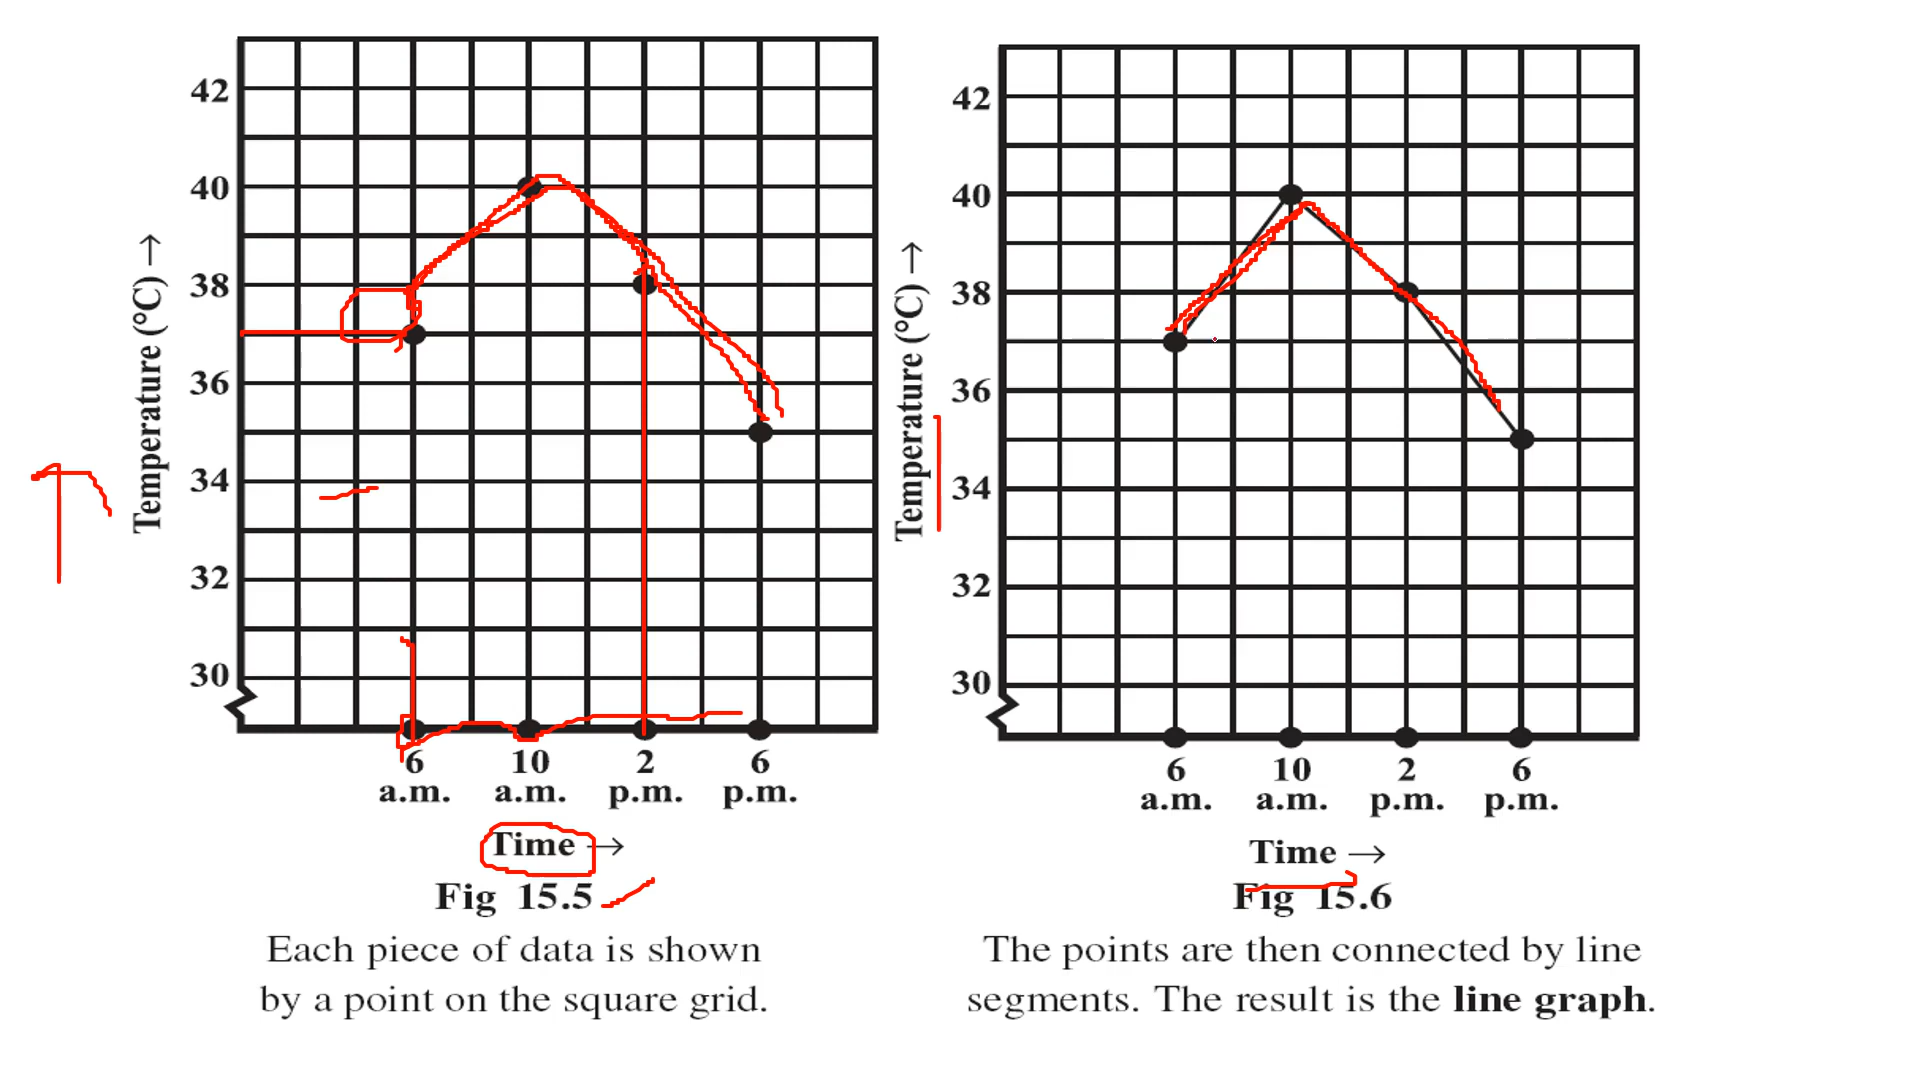 42
40
38
36
34
32
30
Temperature (°C) →
6 10 2 6
a.m. a.m. p.m. p.m.
Time →
Fig 15.5
Each piece of data is shown
by a point on the square grid.
42
40
38
36
34
32
30
Temperature (°C) →
6 10 2 6
a.m. a.m. p.m. p.m.
Time →
Fig 15.6
The points are then connected by line
segments. The result is the line graph.